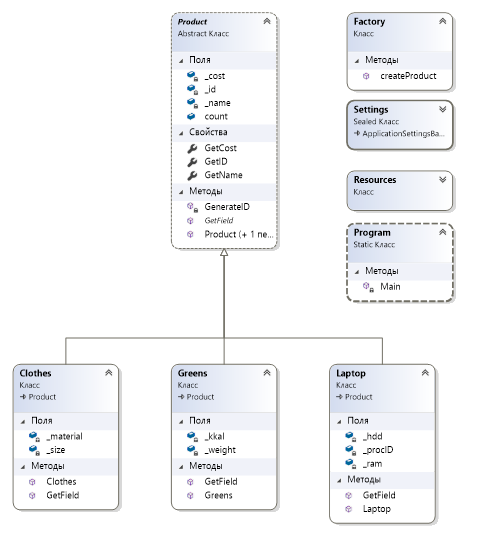 Product
Abstract Класс
Поля
_cost
_id
_name
count
Свойства
GetCost
GetID
GetName
Методы
GenerateID
GetField
Product (+ 1 пе...
Factory
Класс
Методы
createProduct
Settings
Sealed Класс
ApplicationSettingsBa...
Resources
Класс
Program
Static Класс
Методы
Main
Clothes
Класс
Product
Поля
_material
_size
Методы
Clothes
GetField
Greens
Класс
Product
Поля
_kkal
_weight
Методы
GetField
Greens
Laptop
Класс
Product
Поля
_hdd
_procID
_ram
Методы
GetField
Laptop